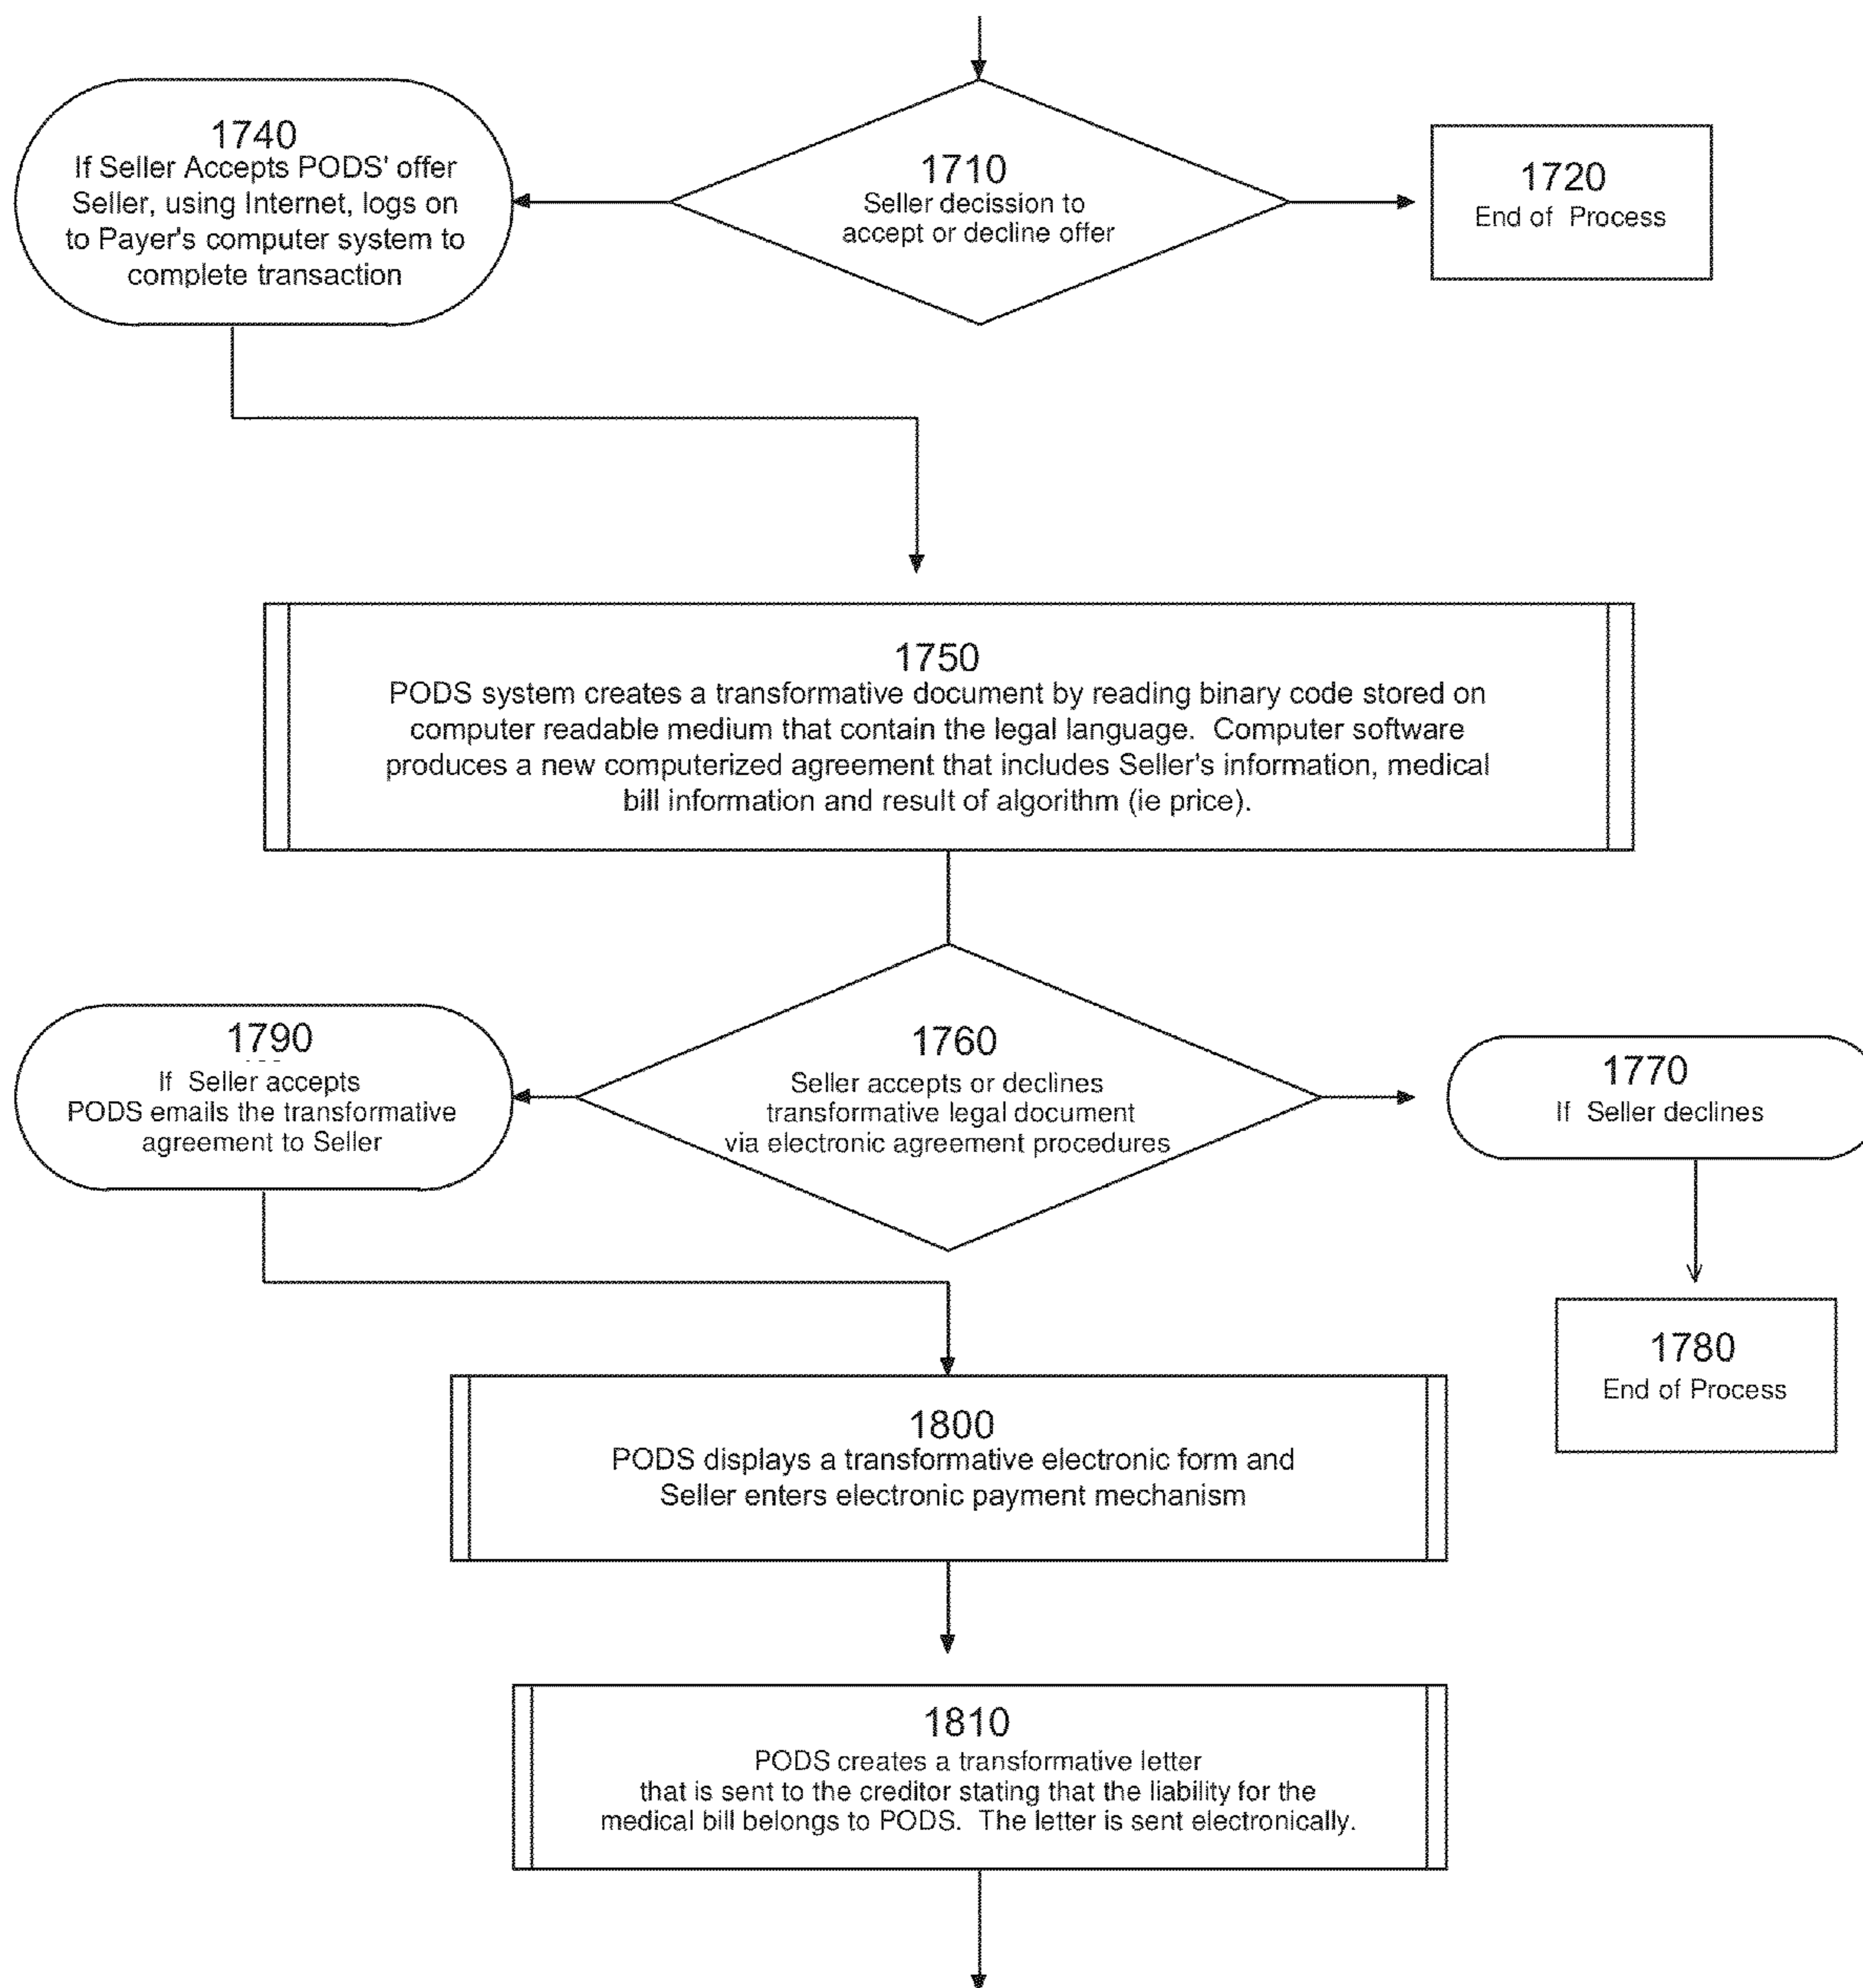 1740
If Seller Accepts PODS' offer
Seller, using Internet, logs on
to Payer's computer system to
complete transaction
1710
Seller decission to
accept or decline offer
1720
End of Process
1750
PODS system creates a transformative document by reading binary code stored on
computer readable medium that contain the legal language. Computer software
produces a new computerized agreement that includes Seller's information, medical
bill information and result of algorithm (ie price).
1790
If Seller accepts
PODS emails the transformative
agreement to Seller
1760
Seller accepts or declines
transformative legal document
via electronic agreement procedures
1770
If Seller declines
1780
End of Process
1800
PODS displays a transformative electronic form and
Seller enters electronic payment mechanism
1810
PODS creates a transformative letter
that is sent to the creditor stating that the liability for the
medical bill belongs to PODS. The letter is sent electronically.